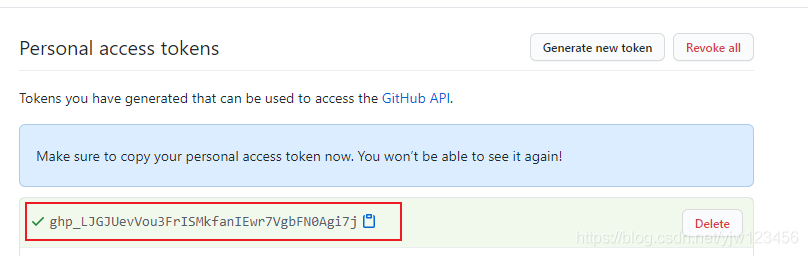 Personal access tokens
Generate new token
Revoke all
Tokens you have generated that can be used to access the GitHub API.
Make sure to copy your personal access token now. You won't be able to see it again!
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
Delete
https://blog.csdn.net/yjw123456